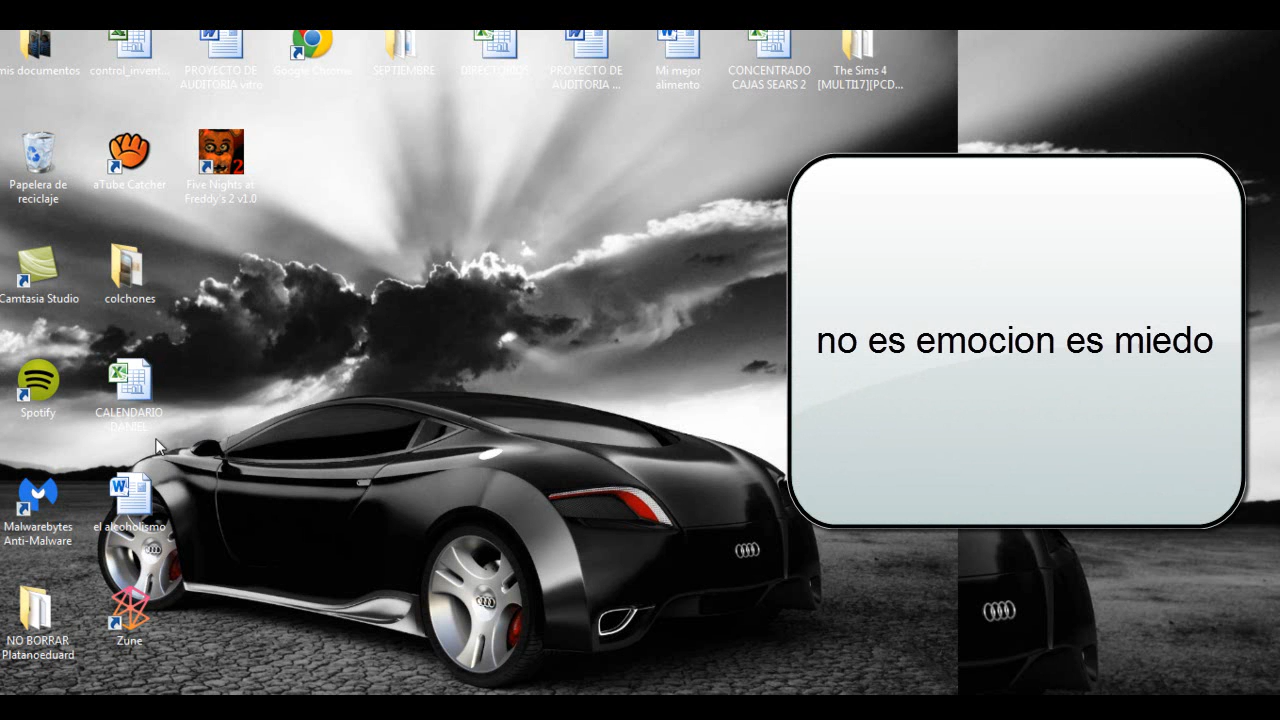 mis documentos
control_invent...
PROYECTO DE
AUDITORIA vitro
Google Chrome
SEPTIEMBRE
DIRECTORIOS
PROYECTO DE
AUDITORIA ...
Mi mejor
alimento
CONCENTRADO
CAJAS SEARS 2
The Sims 4
[MULTI17][PCD...
Papelera de
reciclaje
aTube Catcher
2
Five Nights at
Freddy's 2 v1.0
Camtasia Studio
colchones
no es emocion es miedo
Spotify
CALENDARIO
DANIEL
Malwarebytes
Anti-Malware
el alcoholismo
NO BORRAR
Platanoeduard
Zune